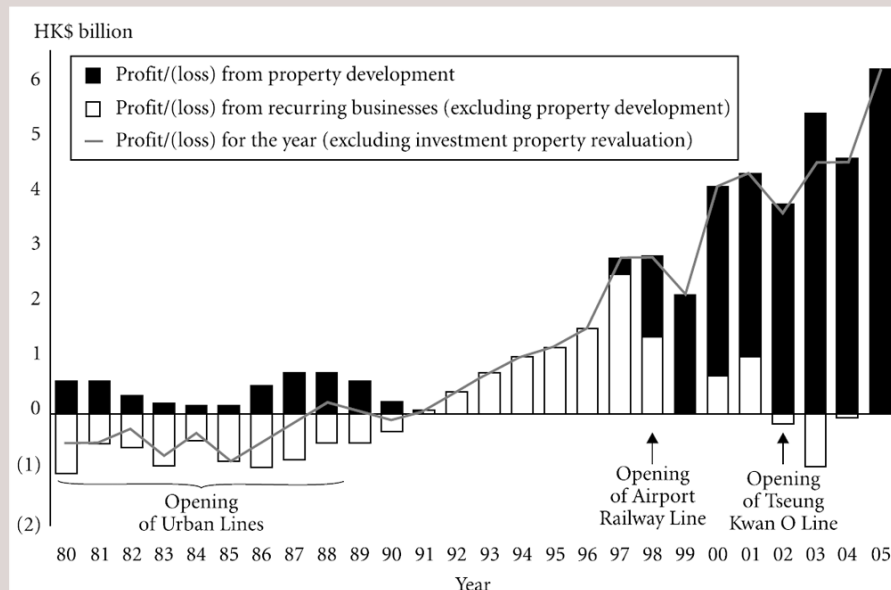 HK$ billion
Profit/(loss) from property development
Profit/(loss) from recurring businesses (excluding property development)
Profit/(loss) for the year (excluding investment property revaluation)
6
5
4
3
2
1
0
(1)
(2)
Opening
of Urban Lines
Opening
of Airport
Railway Line
Opening
of Tseung
Kwan O Line
80 81 82 83 84 85 86 87 88 89 90 91 92 93 94 95 96 97 98 99 00 01 02 03 04 05
Year